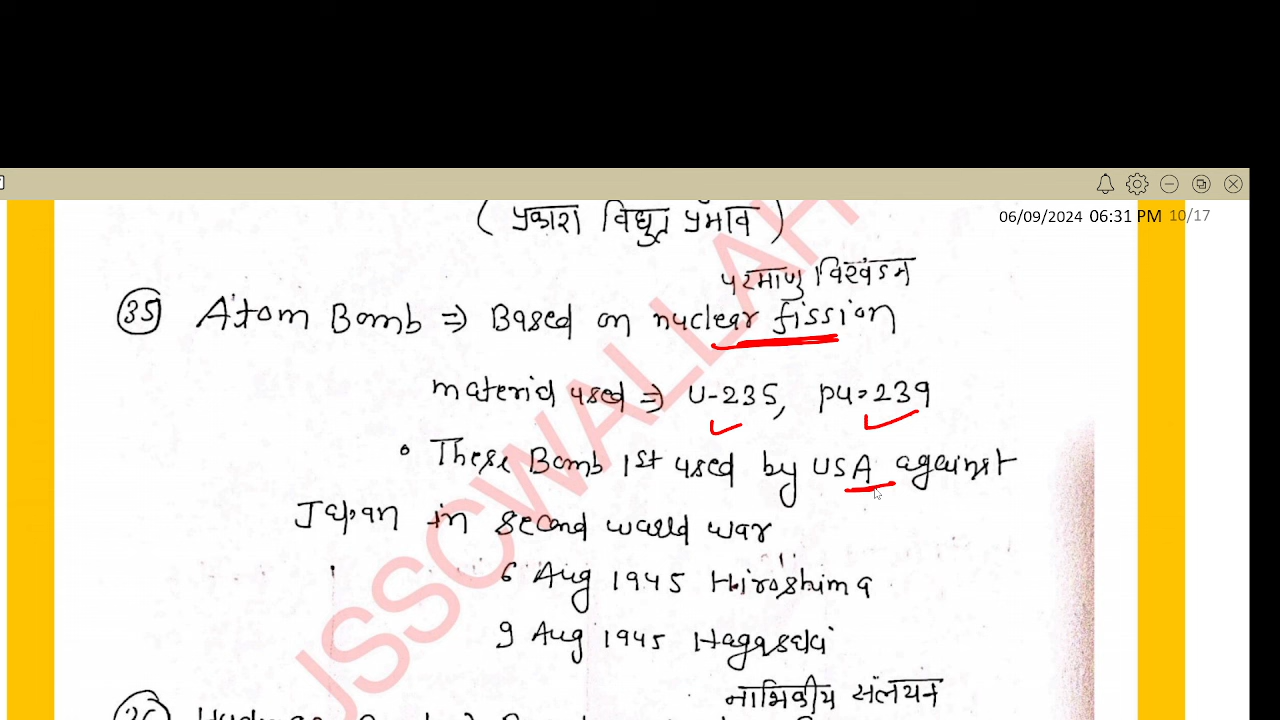 ( प्रकाश विद्युत प्रभाव )
06/09/2024 06:31 PM 10/17
परमाणु विखंडन
35 Atom Bomb ⇒ Based on nuclear fission
material used ⇒ U-235, pu-239
• These Bomb 1st used by USA against
Japan in second world war
6 Aug 1945 Hiroshima
9 Aug 1945 Nagasaki
नाभिकीय संलयन
JSSCWALLAH